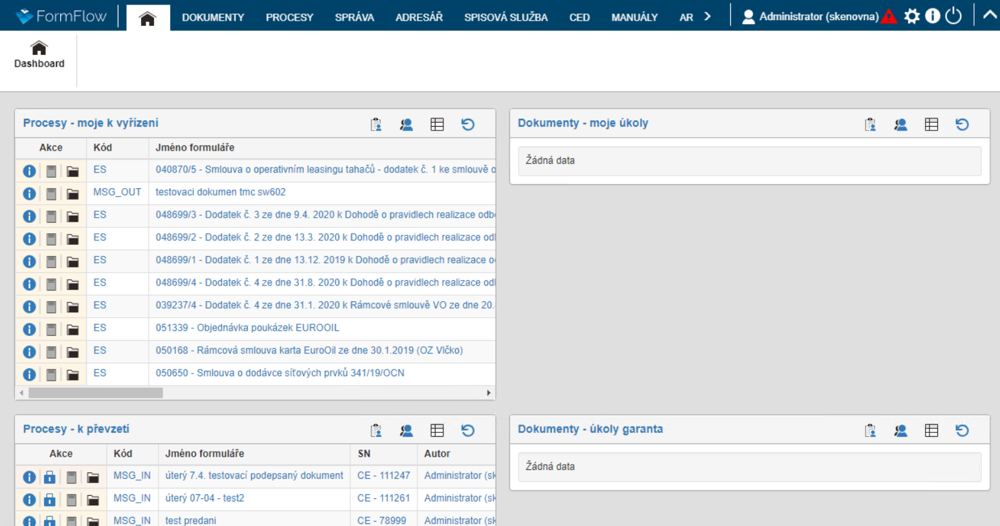 FormFlow DOKUMENTY PROCESY SPRÁVA ADRESÁŘ SPISOVÁ SLUŽBA CED MANUÁLY AR Administrator (skenovna)
Dashboard
Procesy - moje k vyřízení
Akce Kód Jméno formuláře
ES 040870/5 - Smlouva o operativním leasingu tahačů - dodatek č. 1 ke smlouvě o
MSG_OUT testovaci dokumen tmc sw602
ES 048699/3 - Dodatek č. 3 ze dne 9.4. 2020 k Dohodě o pravidlech realizace odb
ES 048699/2 - Dodatek č. 2 ze dne 13.3. 2020 k Dohodě o pravidlech realizace od
ES 048699/1 - Dodatek č. 1 ze dne 13.12. 2019 k Dohodě o pravidlech realizace o
ES 048699/4 - Dodatek č. 4 ze dne 31.8. 2020 k Dohodě o pravidlech realizace od
ES 039237/4 - Dodatek č. 4 ze dne 31.1. 2020 k Rámcové smlouvě VO ze dne 20.
ES 051339 - Objednávka poukázek EUROOIL
ES 050168 - Rámcová smlouva karta EuroOil ze dne 30.1.2019 (OZ Vlčko)
ES 050650 - Smlouva o dodávce síťových prvků 341/19/OCN
Dokumenty - moje úkoly
Žádná data
Procesy - k převzetí
Akce Kód Jméno formuláře SN Autor
MSG_IN úterý 7.4. testovací podepsaný dokument CE - 111247 Administrator (sk
MSG_IN úterý 07-04 - test2 CE - 111261 Administrator (sk
MSG_IN test predani CE - 78999 Administrator (sk
Dokumenty - úkoly garanta
Žádná data